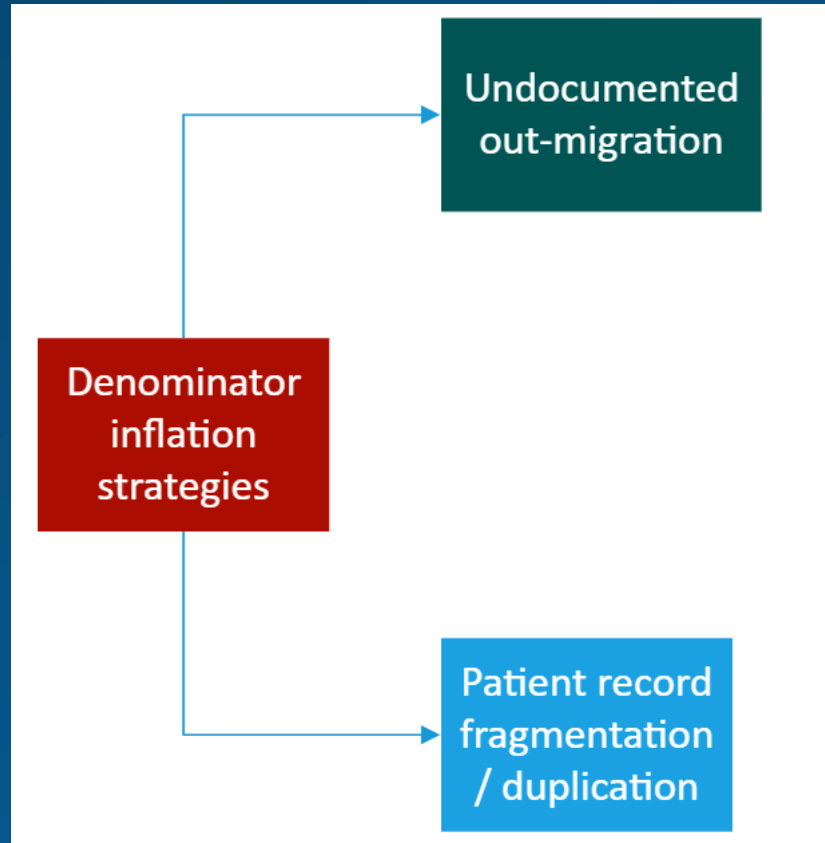 Undocumented
out-migration
Denominator
inflation
strategies
Patient record
fragmentation
/ duplication